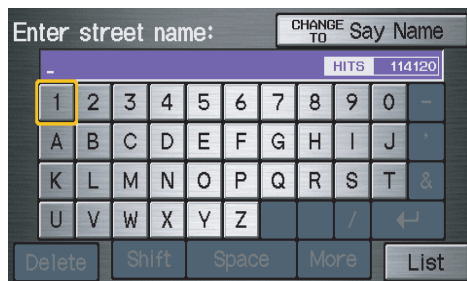 Enter street name: CHANGE TO Say Name
_
HITS 114120
1 2 3 4 5 6 7 8 9 0 -
A B C D E F G H I J '
K L M N O P Q R S T &
U V W X Y Z / ↵
Delete Shift Space More List